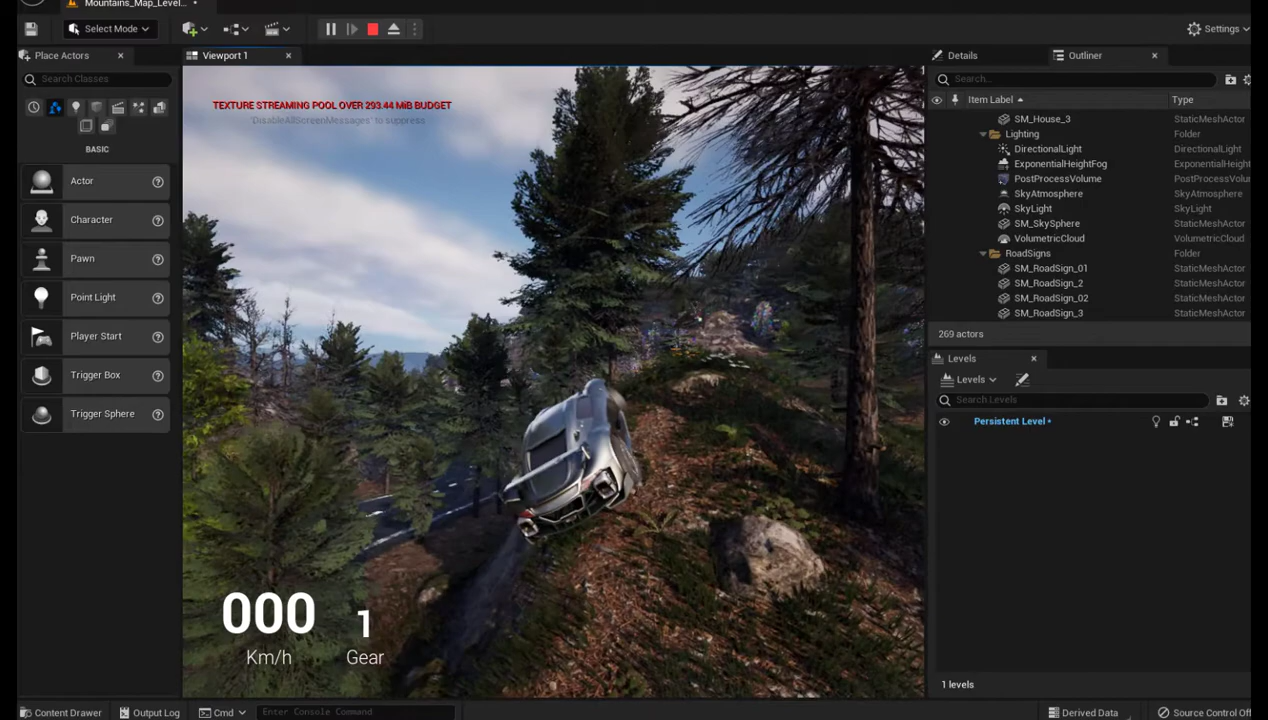 Mountains_Map_Level...
Select Mode
Settings
Place Actors
Viewport 1
Details
Outliner
Search Classes
Search...
Item Label
Type
TEXTURE STREAMING POOL OVER 293.44 MiB BUDGET
'DisableAllScreenMessages' to suppress
BASIC
Actor
Character
Pawn
Point Light
Player Start
Trigger Box
Trigger Sphere
SM_House_3 StaticMeshActor
Lighting Folder
DirectionalLight DirectionalLight
ExponentialHeightFog ExponentialHeight
PostProcessVolume PostProcessVolu
SkyAtmosphere SkyAtmosphere
SkyLight SkyLight
SM_SkySphere StaticMeshActor
VolumetricCloud VolumetricCloud
RoadSigns Folder
SM_RoadSign_01 StaticMeshActor
SM_RoadSign_2 StaticMeshActor
SM_RoadSign_02 StaticMeshActor
SM_RoadSign_3 StaticMeshActor
269 actors
Levels
Levels
Search Levels
Persistent Level
000 1
Km/h Gear
1 levels
Content Drawer
Output Log
Cmd
Enter Console Command
Derived Data
Source Control Off